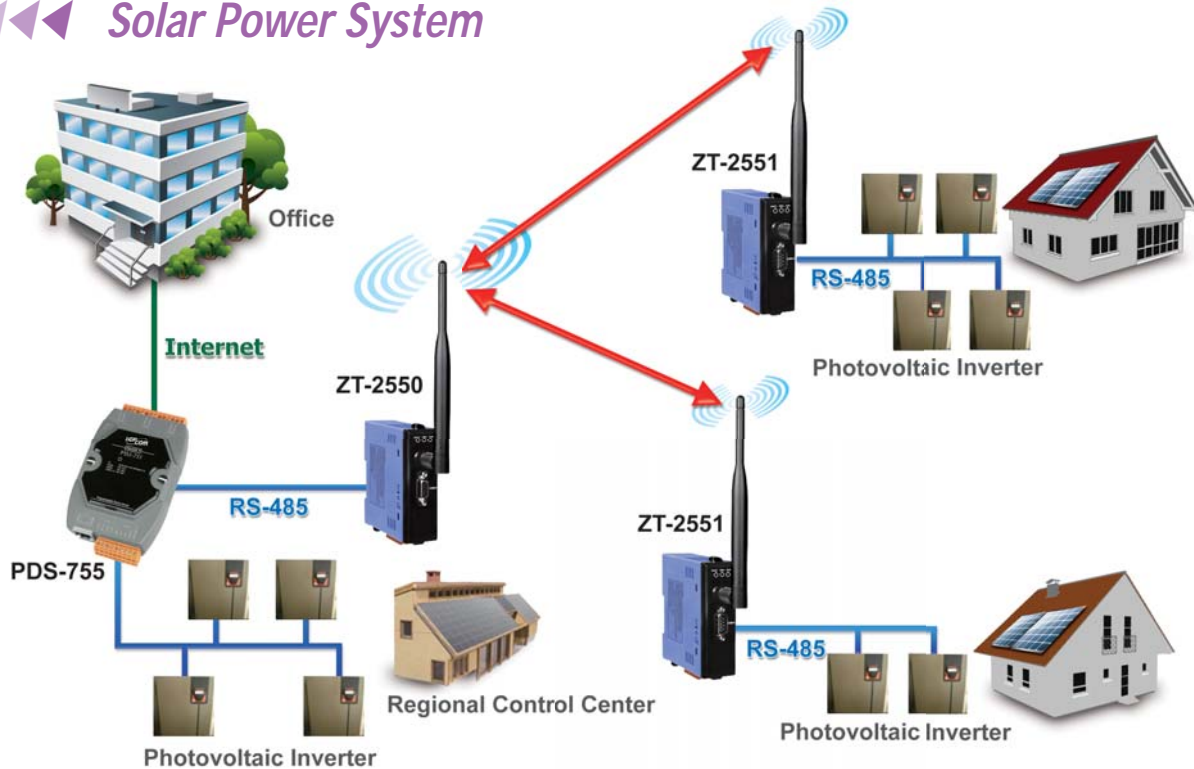 Solar Power System
Office
Internet
ZT-2550
RS-485
PDS-755
Photovoltaic Inverter
Regional Control Center
ZT-2551
RS-485
Photovoltaic Inverter
ZT-2551
RS-485
Photovoltaic Inverter